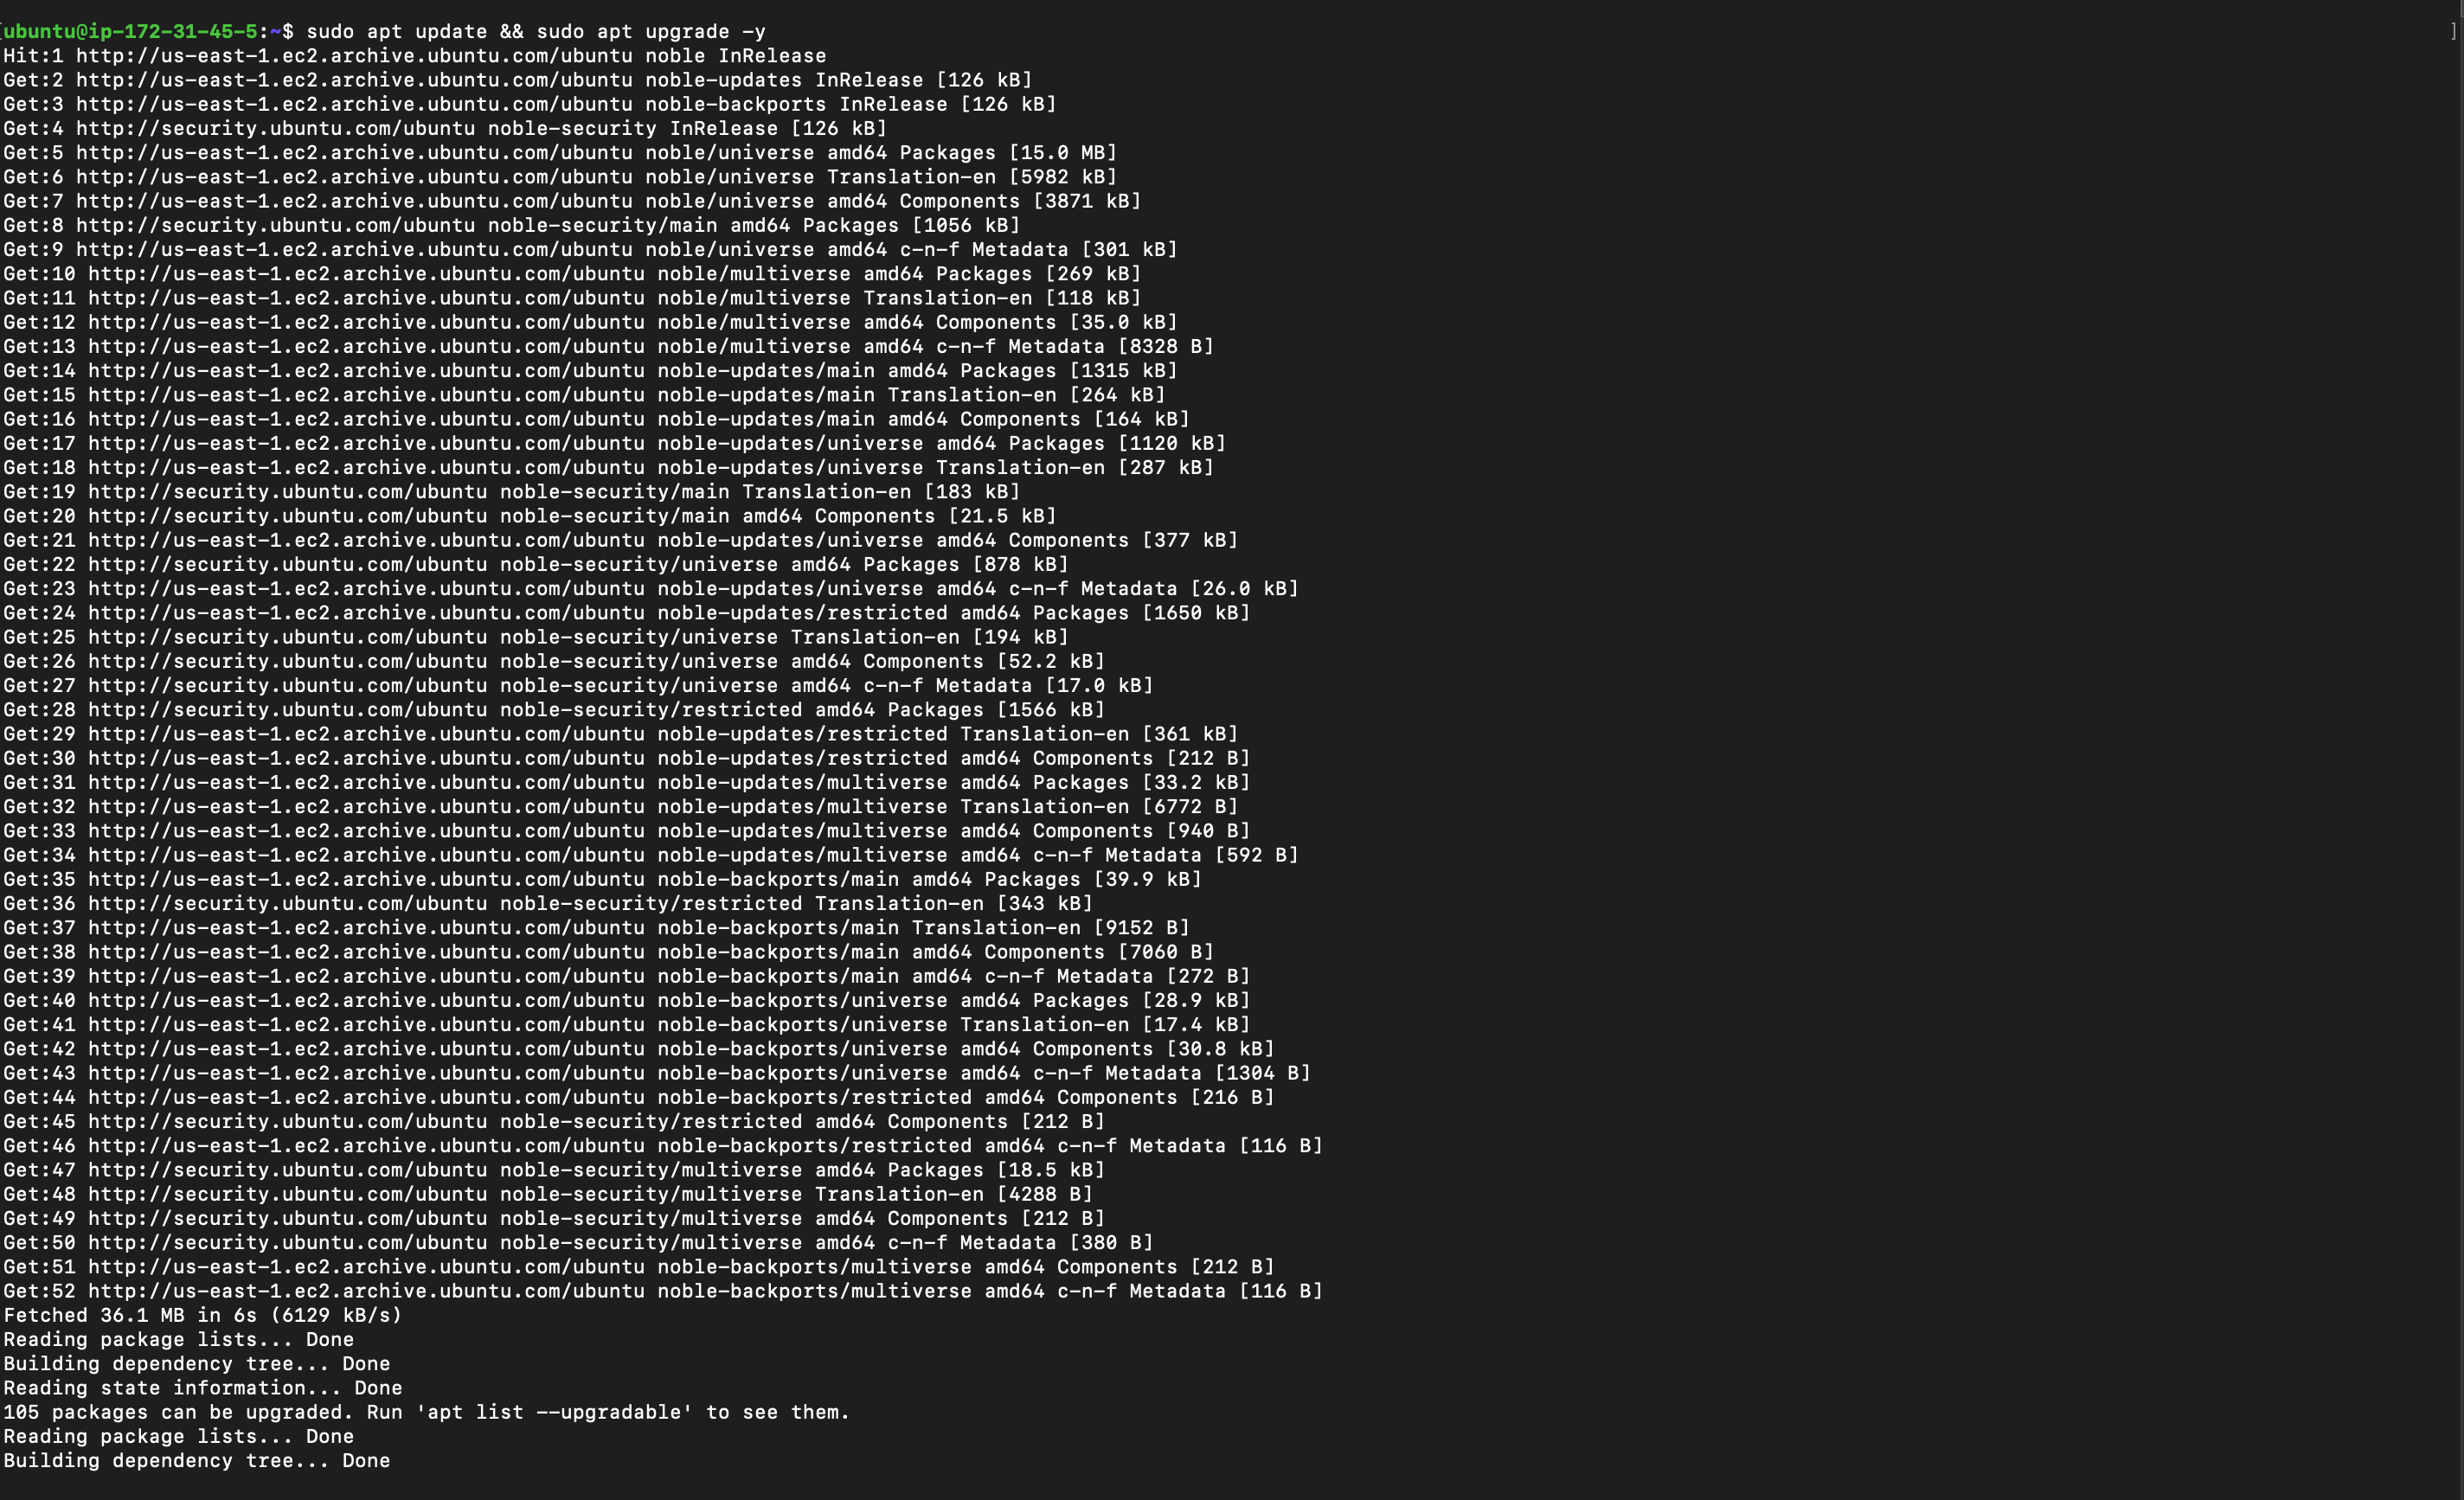 [ubuntu@ip-172-31-45-5:~$ sudo apt update && sudo apt upgrade -y ]
Hit:1 http://us-east-1.ec2.archive.ubuntu.com/ubuntu noble InRelease
Get:2 http://us-east-1.ec2.archive.ubuntu.com/ubuntu noble-updates InRelease [126 kB]
Get:3 http://us-east-1.ec2.archive.ubuntu.com/ubuntu noble-backports InRelease [126 kB]
Get:4 http://security.ubuntu.com/ubuntu noble-security InRelease [126 kB]
Get:5 http://us-east-1.ec2.archive.ubuntu.com/ubuntu noble/universe amd64 Packages [15.0 MB]
Get:6 http://us-east-1.ec2.archive.ubuntu.com/ubuntu noble/universe Translation-en [5982 kB]
Get:7 http://us-east-1.ec2.archive.ubuntu.com/ubuntu noble/universe amd64 Components [3871 kB]
Get:8 http://security.ubuntu.com/ubuntu noble-security/main amd64 Packages [1056 kB]
Get:9 http://us-east-1.ec2.archive.ubuntu.com/ubuntu noble/universe amd64 c-n-f Metadata [301 kB]
Get:10 http://us-east-1.ec2.archive.ubuntu.com/ubuntu noble/multiverse amd64 Packages [269 kB]
Get:11 http://us-east-1.ec2.archive.ubuntu.com/ubuntu noble/multiverse Translation-en [118 kB]
Get:12 http://us-east-1.ec2.archive.ubuntu.com/ubuntu noble/multiverse amd64 Components [35.0 kB]
Get:13 http://us-east-1.ec2.archive.ubuntu.com/ubuntu noble/multiverse amd64 c-n-f Metadata [8328 B]
Get:14 http://us-east-1.ec2.archive.ubuntu.com/ubuntu noble-updates/main amd64 Packages [1315 kB]
Get:15 http://us-east-1.ec2.archive.ubuntu.com/ubuntu noble-updates/main Translation-en [264 kB]
Get:16 http://us-east-1.ec2.archive.ubuntu.com/ubuntu noble-updates/main amd64 Components [164 kB]
Get:17 http://us-east-1.ec2.archive.ubuntu.com/ubuntu noble-updates/universe amd64 Packages [1120 kB]
Get:18 http://us-east-1.ec2.archive.ubuntu.com/ubuntu noble-updates/universe Translation-en [287 kB]
Get:19 http://security.ubuntu.com/ubuntu noble-security/main Translation-en [183 kB]
Get:20 http://security.ubuntu.com/ubuntu noble-security/main amd64 Components [21.5 kB]
Get:21 http://us-east-1.ec2.archive.ubuntu.com/ubuntu noble-updates/universe amd64 Components [377 kB]
Get:22 http://security.ubuntu.com/ubuntu noble-security/universe amd64 Packages [878 kB]
Get:23 http://us-east-1.ec2.archive.ubuntu.com/ubuntu noble-updates/universe amd64 c-n-f Metadata [26.0 kB]
Get:24 http://us-east-1.ec2.archive.ubuntu.com/ubuntu noble-updates/restricted amd64 Packages [1650 kB]
Get:25 http://security.ubuntu.com/ubuntu noble-security/universe Translation-en [194 kB]
Get:26 http://security.ubuntu.com/ubuntu noble-security/universe amd64 Components [52.2 kB]
Get:27 http://security.ubuntu.com/ubuntu noble-security/universe amd64 c-n-f Metadata [17.0 kB]
Get:28 http://security.ubuntu.com/ubuntu noble-security/restricted amd64 Packages [1566 kB]
Get:29 http://us-east-1.ec2.archive.ubuntu.com/ubuntu noble-updates/restricted Translation-en [361 kB]
Get:30 http://us-east-1.ec2.archive.ubuntu.com/ubuntu noble-updates/restricted amd64 Components [212 B]
Get:31 http://us-east-1.ec2.archive.ubuntu.com/ubuntu noble-updates/multiverse amd64 Packages [33.2 kB]
Get:32 http://us-east-1.ec2.archive.ubuntu.com/ubuntu noble-updates/multiverse Translation-en [6772 B]
Get:33 http://us-east-1.ec2.archive.ubuntu.com/ubuntu noble-updates/multiverse amd64 Components [940 B]
Get:34 http://us-east-1.ec2.archive.ubuntu.com/ubuntu noble-updates/multiverse amd64 c-n-f Metadata [592 B]
Get:35 http://us-east-1.ec2.archive.ubuntu.com/ubuntu noble-backports/main amd64 Packages [39.9 kB]
Get:36 http://security.ubuntu.com/ubuntu noble-security/restricted Translation-en [343 kB]
Get:37 http://us-east-1.ec2.archive.ubuntu.com/ubuntu noble-backports/main Translation-en [9152 B]
Get:38 http://us-east-1.ec2.archive.ubuntu.com/ubuntu noble-backports/main amd64 Components [7060 B]
Get:39 http://us-east-1.ec2.archive.ubuntu.com/ubuntu noble-backports/main amd64 c-n-f Metadata [272 B]
Get:40 http://us-east-1.ec2.archive.ubuntu.com/ubuntu noble-backports/universe amd64 Packages [28.9 kB]
Get:41 http://us-east-1.ec2.archive.ubuntu.com/ubuntu noble-backports/universe Translation-en [17.4 kB]
Get:42 http://us-east-1.ec2.archive.ubuntu.com/ubuntu noble-backports/universe amd64 Components [30.8 kB]
Get:43 http://us-east-1.ec2.archive.ubuntu.com/ubuntu noble-backports/universe amd64 c-n-f Metadata [1304 B]
Get:44 http://us-east-1.ec2.archive.ubuntu.com/ubuntu noble-backports/restricted amd64 Components [216 B]
Get:45 http://security.ubuntu.com/ubuntu noble-security/restricted amd64 Components [212 B]
Get:46 http://us-east-1.ec2.archive.ubuntu.com/ubuntu noble-backports/restricted amd64 c-n-f Metadata [116 B]
Get:47 http://security.ubuntu.com/ubuntu noble-security/multiverse amd64 Packages [18.5 kB]
Get:48 http://security.ubuntu.com/ubuntu noble-security/multiverse Translation-en [4288 B]
Get:49 http://security.ubuntu.com/ubuntu noble-security/multiverse amd64 Components [212 B]
Get:50 http://security.ubuntu.com/ubuntu noble-security/multiverse amd64 c-n-f Metadata [380 B]
Get:51 http://us-east-1.ec2.archive.ubuntu.com/ubuntu noble-backports/multiverse amd64 Components [212 B]
Get:52 http://us-east-1.ec2.archive.ubuntu.com/ubuntu noble-backports/multiverse amd64 c-n-f Metadata [116 B]
Fetched 36.1 MB in 6s (6129 kB/s)
Reading package lists... Done
Building dependency tree... Done
Reading state information... Done
105 packages can be upgraded. Run 'apt list --upgradable' to see them.
Reading package lists... Done
Building dependency tree... Done